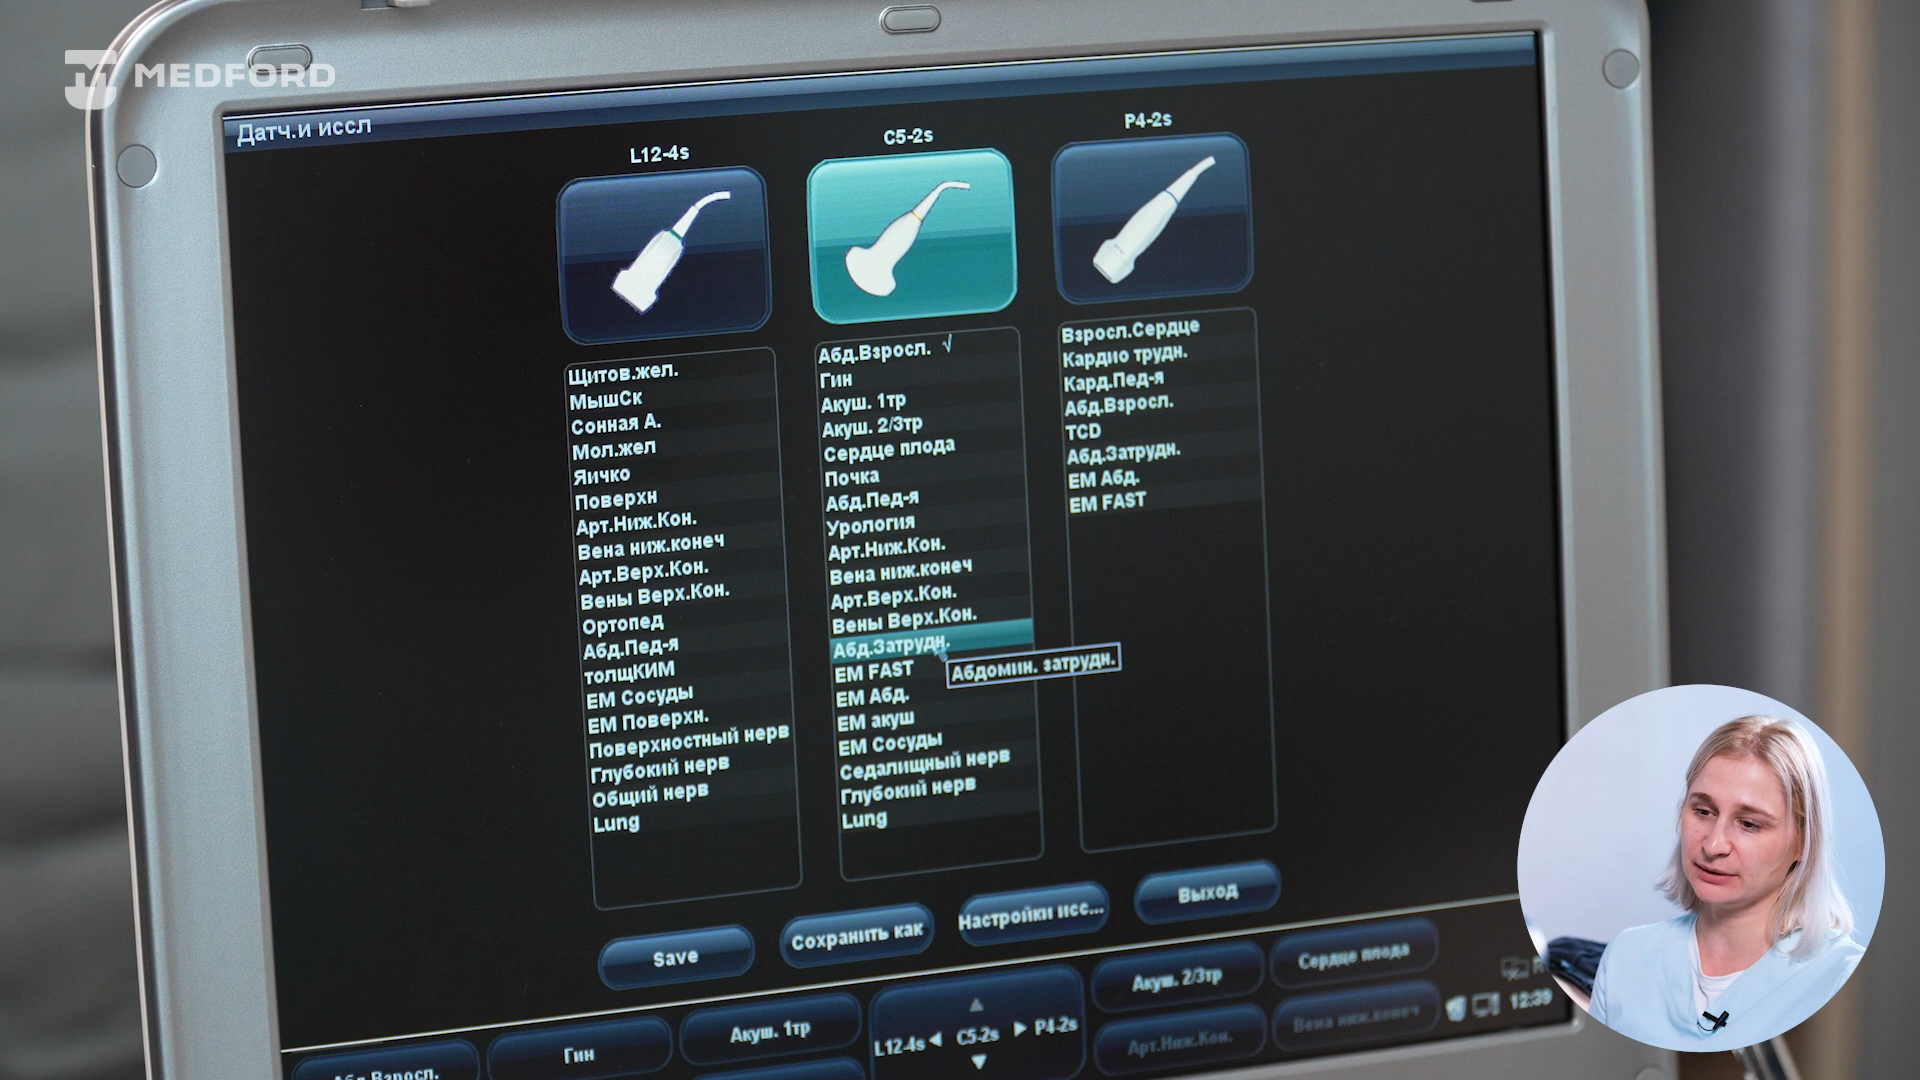 MEDFORD
Датч.и иссл
L12-4s
C5-2s
P4-2s
Щитов.жел.
МышСк
Сонная А.
Мол.жел
Яичко
Поверхн
Арт.Ниж.Кон.
Вена ниж.конеч
Арт.Верх.Кон.
Вены Верх.Кон.
Ортопед
Абд.Пед-я
толщКИМ
ЕМ Сосуды
ЕМ Поверхн.
Поверхностный нерв
Глубокий нерв
Общий нерв
Lung
Абд.Взросл. √
Гин
Акуш. 1тр
Акуш. 2/3тр
Сердце плода
Почка
Абд.Пед-я
Урология
Арт.Ниж.Кон.
Вена ниж.конеч
Арт.Верх.Кон.
Вены Верх.Кон.
Абд.Затрудн.
Абдомин. затрудн.
EM FAST
ЕМ Абд.
ЕМ акуш
ЕМ Сосуды
Седалищный нерв
Глубокий нерв
Lung
Взросл.Сердце
Кардио трудн.
Кард.Пед-я
Абд.Взросл.
TCD
Абд.Затрудн.
ЕМ Абд.
EM FAST
Save
Сохранить как
Настройки исс...
Выход
Абд.Взросл.
Гин
Акуш. 1тр
L12-4s ◀ C5-2s ▶ P4-2s
Акуш. 2/3тр
Сердце плода
Арт.Ниж.Кон.
Вена ниж.конеч
12:39